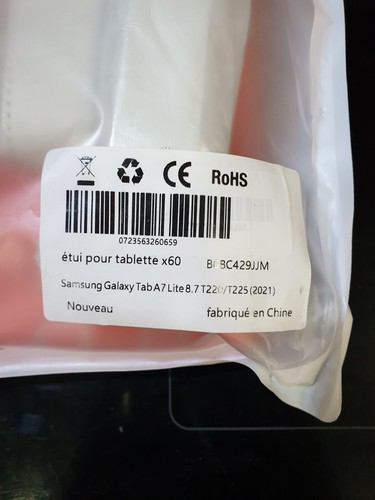 CE RoHS
0723563260659
étui pour tablette x60
Samsung Galaxy Tab A7 Lite 8.7 T220/T225 (2021)
Nouveau fabriqué en Chine